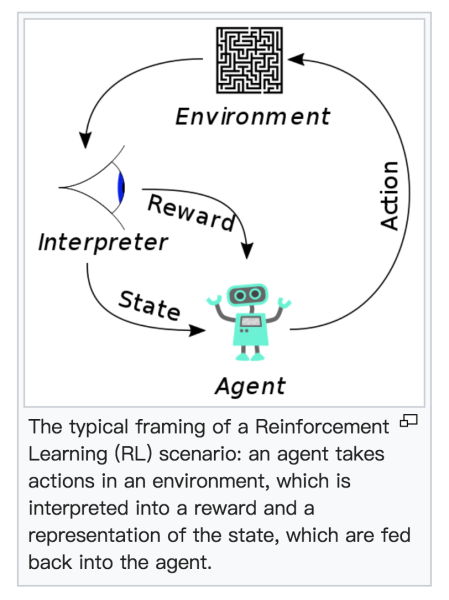 Environment
Reward
Action
Interpreter
State
Agent
The typical framing of a Reinforcement
Learning (RL) scenario: an agent takes
actions in an environment, which is
interpreted into a reward and a
representation of the state, which are fed
back into the agent.